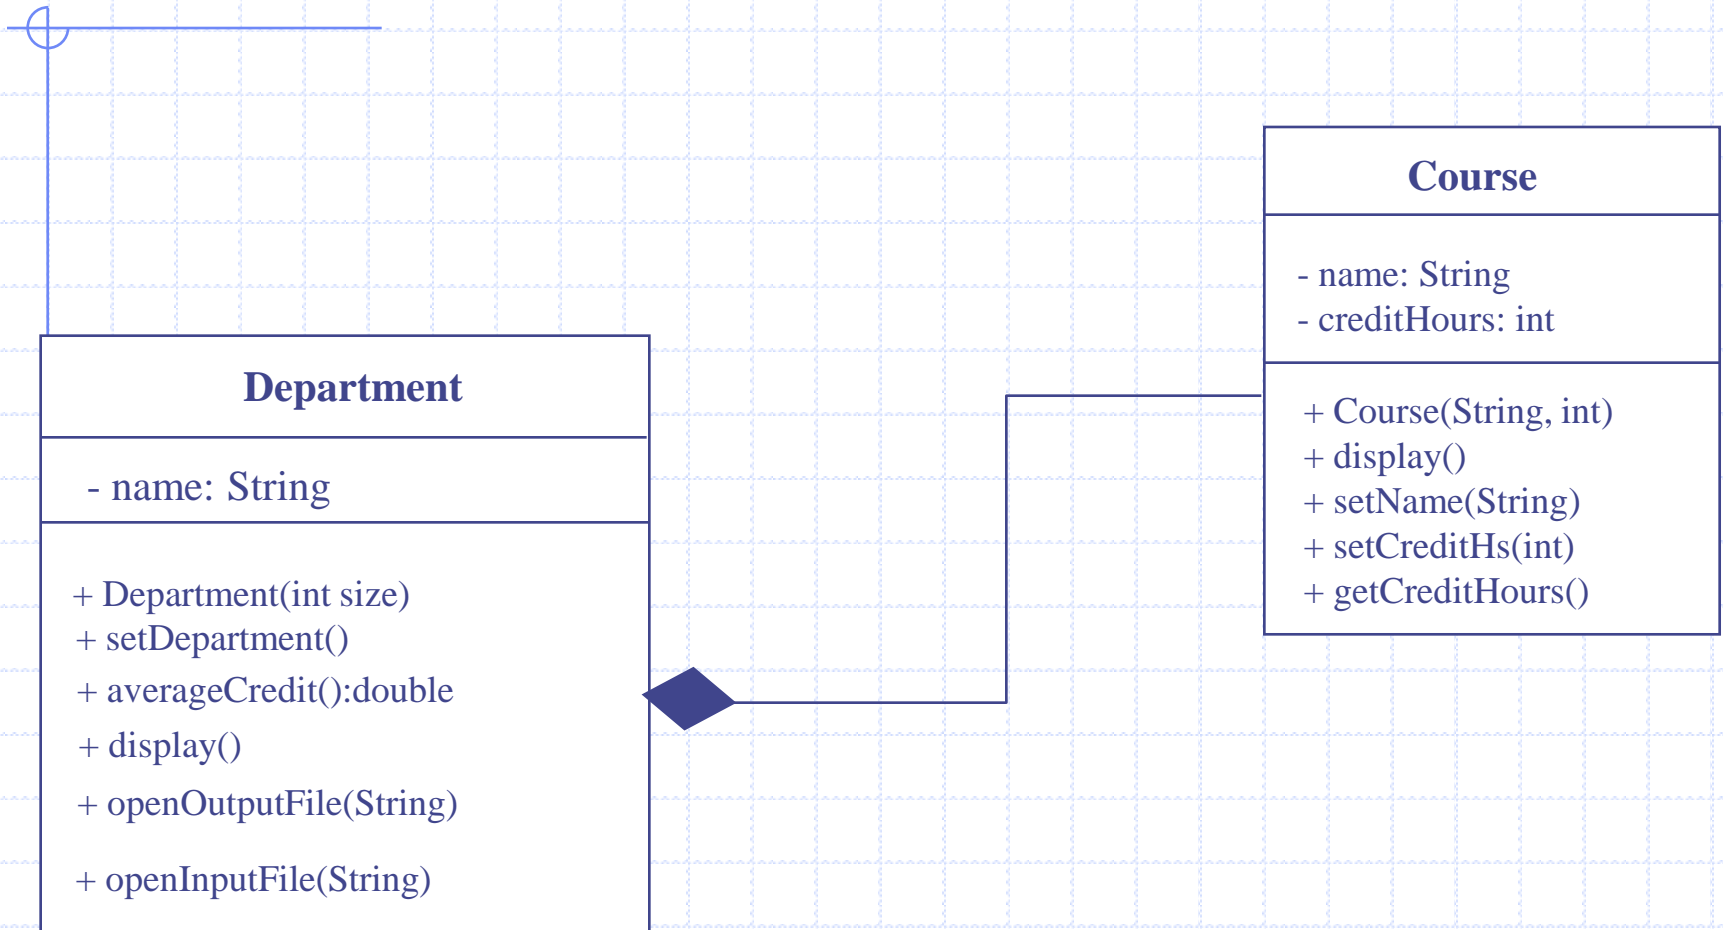 Department
- name: String
+ Department(int size)
+ setDepartment()
+ averageCredit():double
+ display()
+ openOutputFile(String)
+ openInputFile(String)
Course
- name: String
- creditHours: int
+ Course(String, int)
+ display()
+ setName(String)
+ setCreditHs(int)
+ getCreditHours()